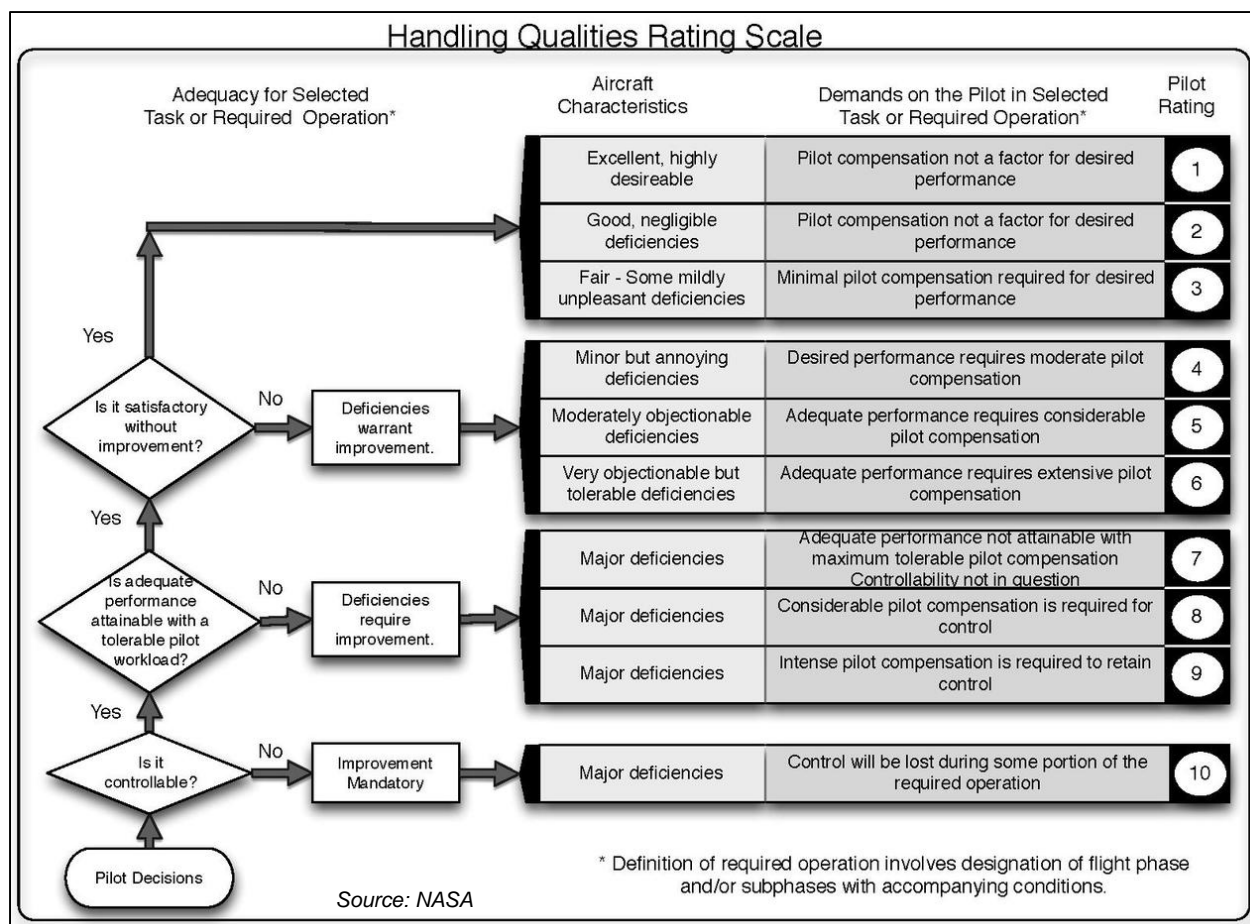 Handling Qualities Rating Scale
Adequacy for Selected
Task or Required Operation*
Aircraft
Characteristics
Demands on the Pilot in Selected
Task or Required Operation*
Pilot
Rating
Excellent, highly
desireable
Pilot compensation not a factor for desired
performance
1
Good, negligible
deficiencies
Pilot compensation not a factor for desired
performance
2
Fair - Some mildly
unpleasant deficiencies
Minimal pilot compensation required for desired
performance
3
Yes
Is it satisfactory
without
improvement?
No
Deficiencies
warrant
improvement.
Minor but annoying
deficiencies
Desired performance requires moderate pilot
compensation
4
Moderately objectionable
deficiencies
Adequate performance requires considerable
pilot compensation
5
Very objectionable but
tolerable deficiencies
Adequate performance requires extensive pilot
compensation
6
Yes
Is adequate
performance
attainable with a
tolerable pilot
workload?
No
Deficiencies
require
improvement.
Major deficiencies
Adequate performance not attainable with
maximum tolerable pilot compensation
Controllability not in question
7
Major deficiencies
Considerable pilot compensation is required for
control
8
Major deficiencies
Intense pilot compensation is required to retain
control
9
Yes
Is it
controllable?
No
Improvement
Mandatory
Major deficiencies
Control will be lost during some portion of the
required operation
10
Pilot Decisions
Source: NASA
* Definition of required operation involves designation of flight phase
and/or subphases with accompanying conditions.